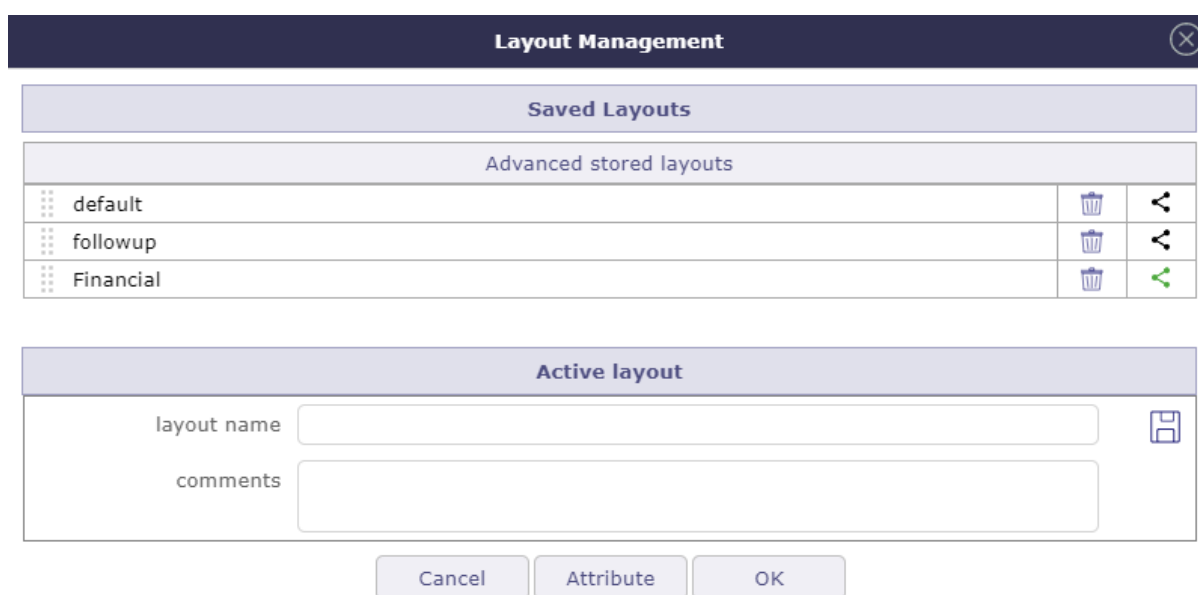 Layout Management
Saved Layouts
Advanced stored layouts
default
followup
Financial
Active layout
layout name
comments
Cancel Attribute OK